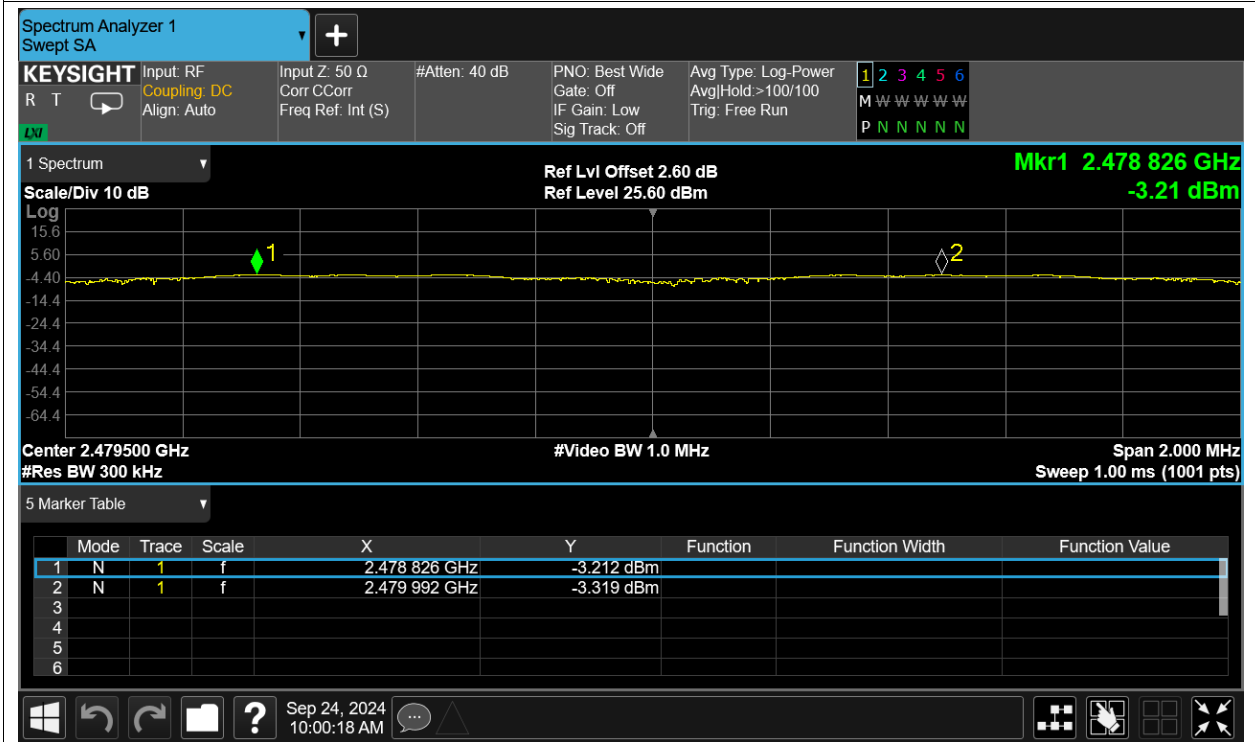 Spectrum Analyzer 1
Swept SA
+
KEYSIGHT Input: RF Input Z: 50 Ω #Atten: 40 dB PNO: Best Wide Avg Type: Log-Power 1 2 3 4 5 6
R T Coupling: DC Corr CCorr Gate: Off Avg|Hold:>100/100 M W W W W W
Align: Auto Freq Ref: Int (S) IF Gain: Low Trig: Free Run
LXI Sig Track: Off P N N N N N
1 Spectrum Ref Lvl Offset 2.60 dB Mkr1 2.478 826 GHz
Scale/Div 10 dB Ref Level 25.60 dBm -3.21 dBm
Log
15.6
5.60
-4.40
-14.4
-24.4
-34.4
-44.4
-54.4
-64.4
1
2
Center 2.479500 GHz #Video BW 1.0 MHz Span 2.000 MHz
#Res BW 300 kHz Sweep 1.00 ms (1001 pts)
5 Marker Table
Mode Trace Scale X Y Function Function Width Function Value
1 N 1 f 2.478 826 GHz -3.212 dBm
2 N 1 f 2.479 992 GHz -3.319 dBm
3
4
5
6
? Sep 24, 2024
10:00:18 AM